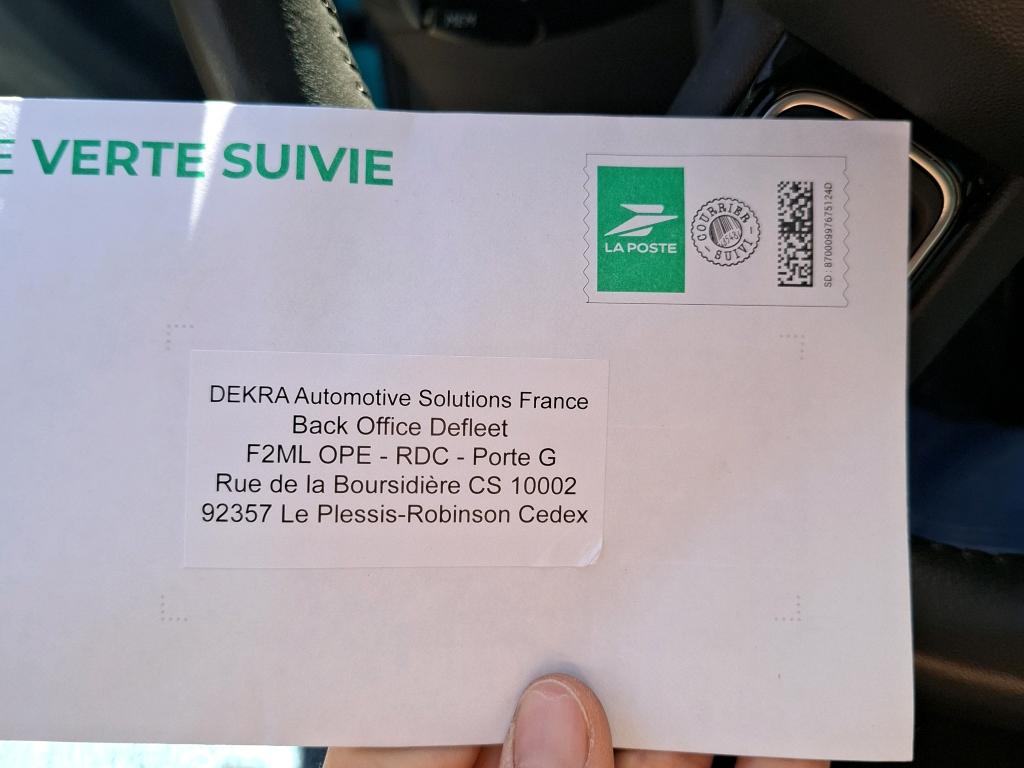 E VERTE SUIVIE
LA POSTE
COURRIER
SUIVI
SD : 87000997675124D
DEKRA Automotive Solutions France
Back Office Defleet
F2ML OPE - RDC - Porte G
Rue de la Boursidière CS 10002
92357 Le Plessis-Robinson Cedex